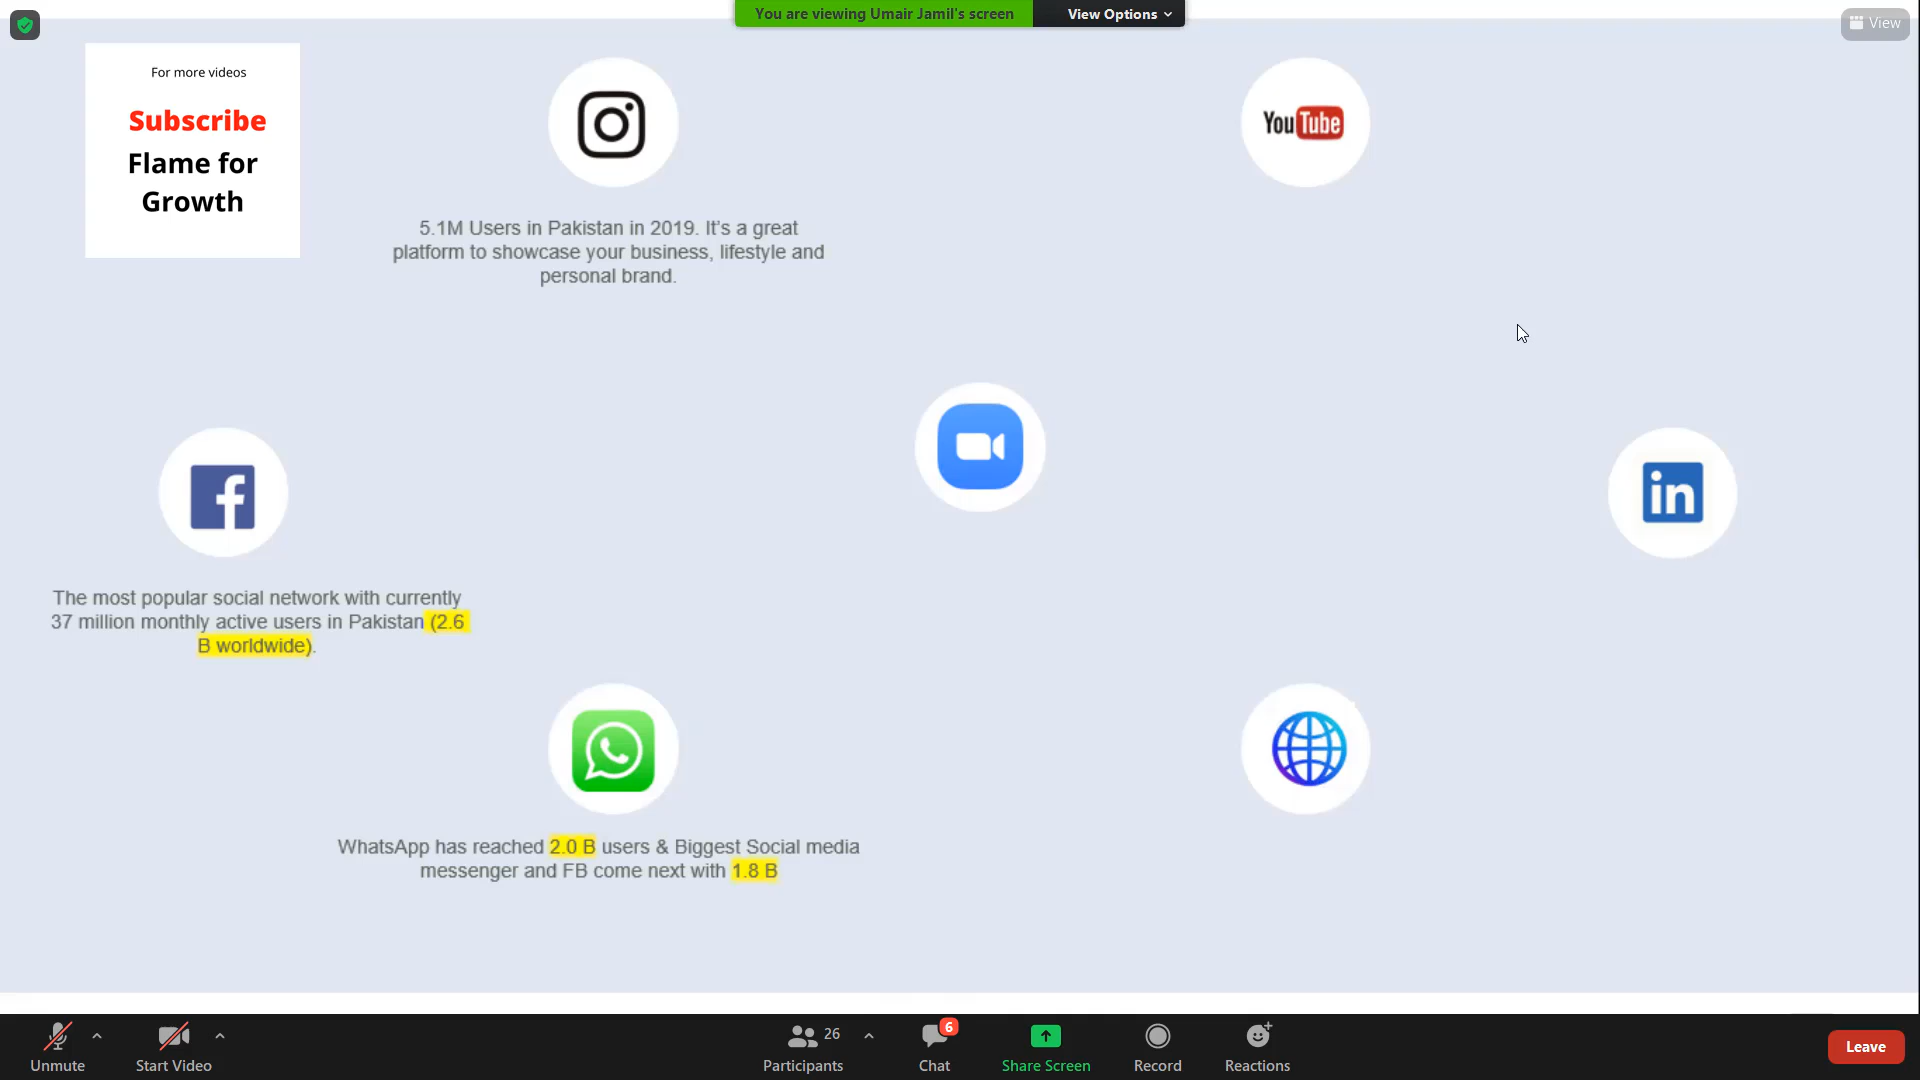 You are viewing Umair Jamil's screen
View Options
View
For more videos
Subscribe
Flame for
Growth
YouTube
5.1M Users in Pakistan in 2019. It's a great
platform to showcase your business, lifestyle and
personal brand.
f
in
The most popular social network with currently
37 million monthly active users in Pakistan (2.6
B worldwide).
WhatsApp has reached 2.0 B users & Biggest Social media
messenger and FB come next with 1.8 B
Unmute
Start Video
26
Participants
6
Chat
Share Screen
Record
Reactions
Leave